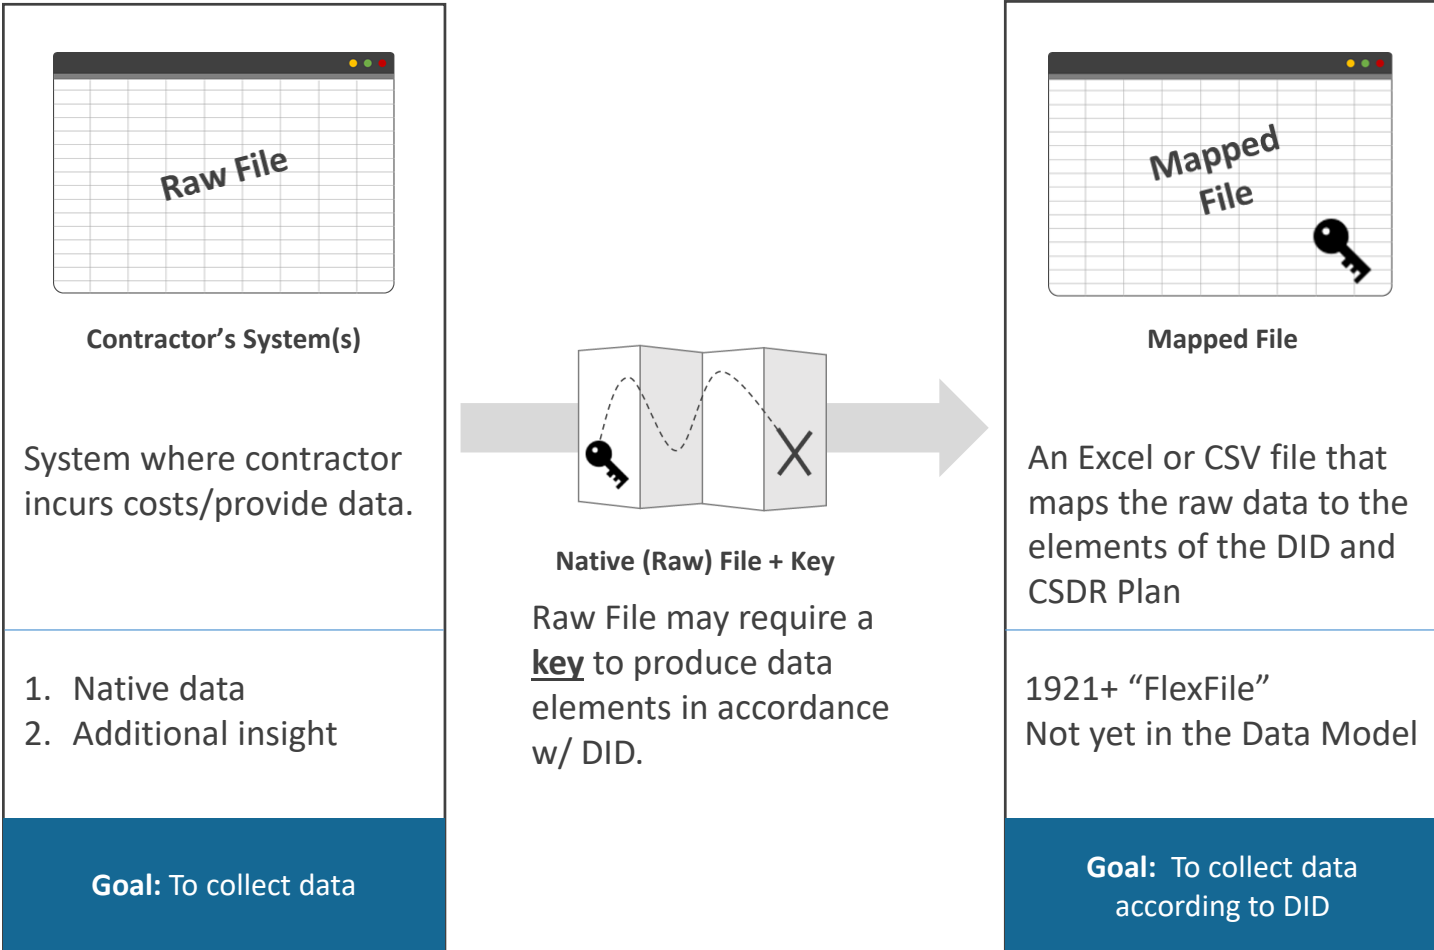 Raw File
Contractor’s System(s)
System where contractor
incurs costs/provide data.
1. Native data
2. Additional insight
Goal: To collect data
Native (Raw) File + Key
Raw File may require a
key to produce data
elements in accordance
w/ DID.
Mapped
File
Mapped File
An Excel or CSV file that
maps the raw data to the
elements of the DID and
CSDR Plan
1921+ “FlexFile”
Not yet in the Data Model
Goal: To collect data
according to DID